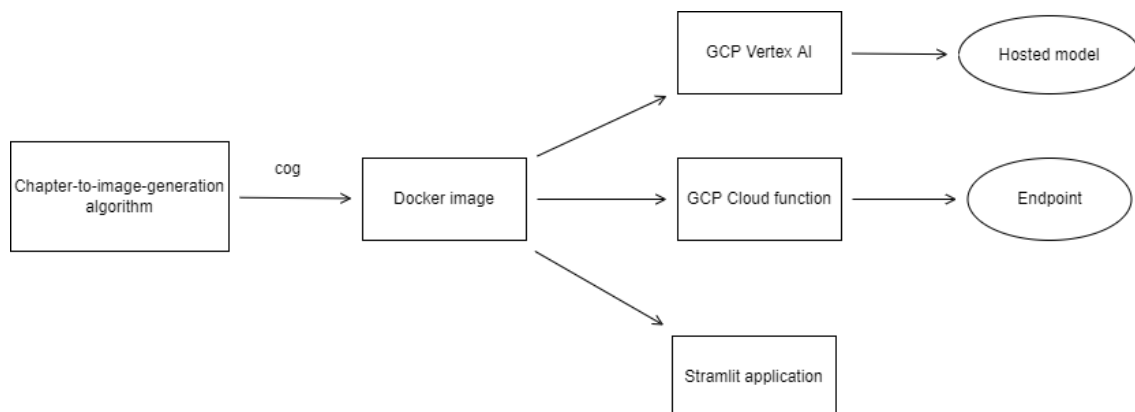 GCP Vertex AI
Hosted model
cog
Chapter-to-image-generation
algorithm
Docker image
GCP Cloud function
Endpoint
Stramlit application